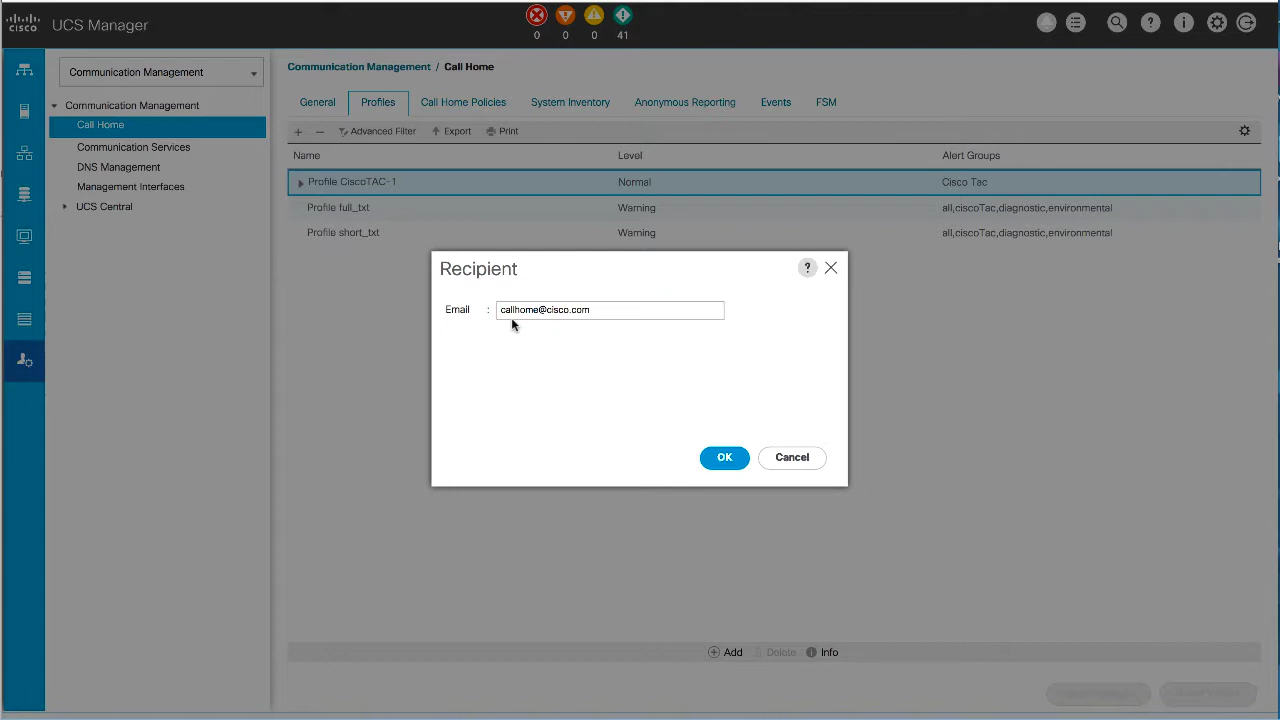 CISCO UCS Manager
0 0 0 41
Communication Management
Communication Management
Call Home
Communication Services
DNS Management
Management Interfaces
UCS Central
Communication Management / Call Home
General Profiles Call Home Policies System Inventory Anonymous Reporting Events FSM
+ − Advanced Filter Export Print
Name Level Alert Groups
Profile CiscoTAC-1 Normal Cisco Tac
Profile full_txt Warning all,ciscoTac,diagnostic,environmental
Profile short_txt Warning all,ciscoTac,diagnostic,environmental
Recipient
?
Email : callhome@cisco.com
OK Cancel
Add Delete Info